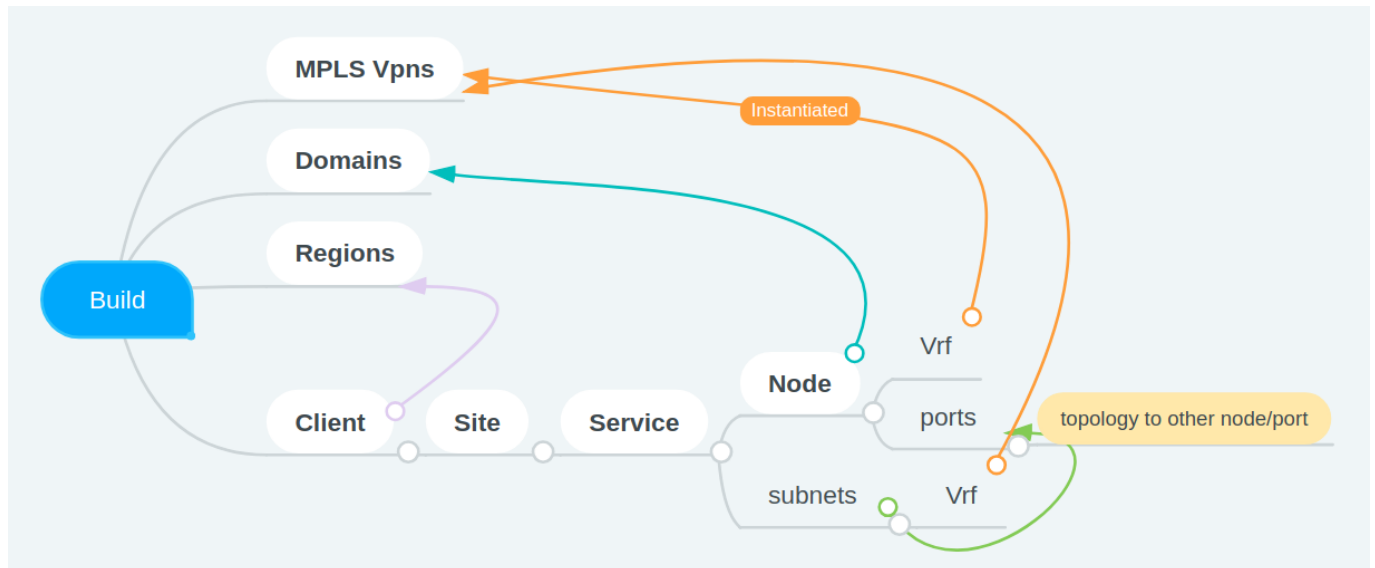 MPLS Vpns
Instantiated
Domains
Regions
Build
Vrf
Node
ports
topology to other node/port
Client
Site
Service
subnets
Vrf